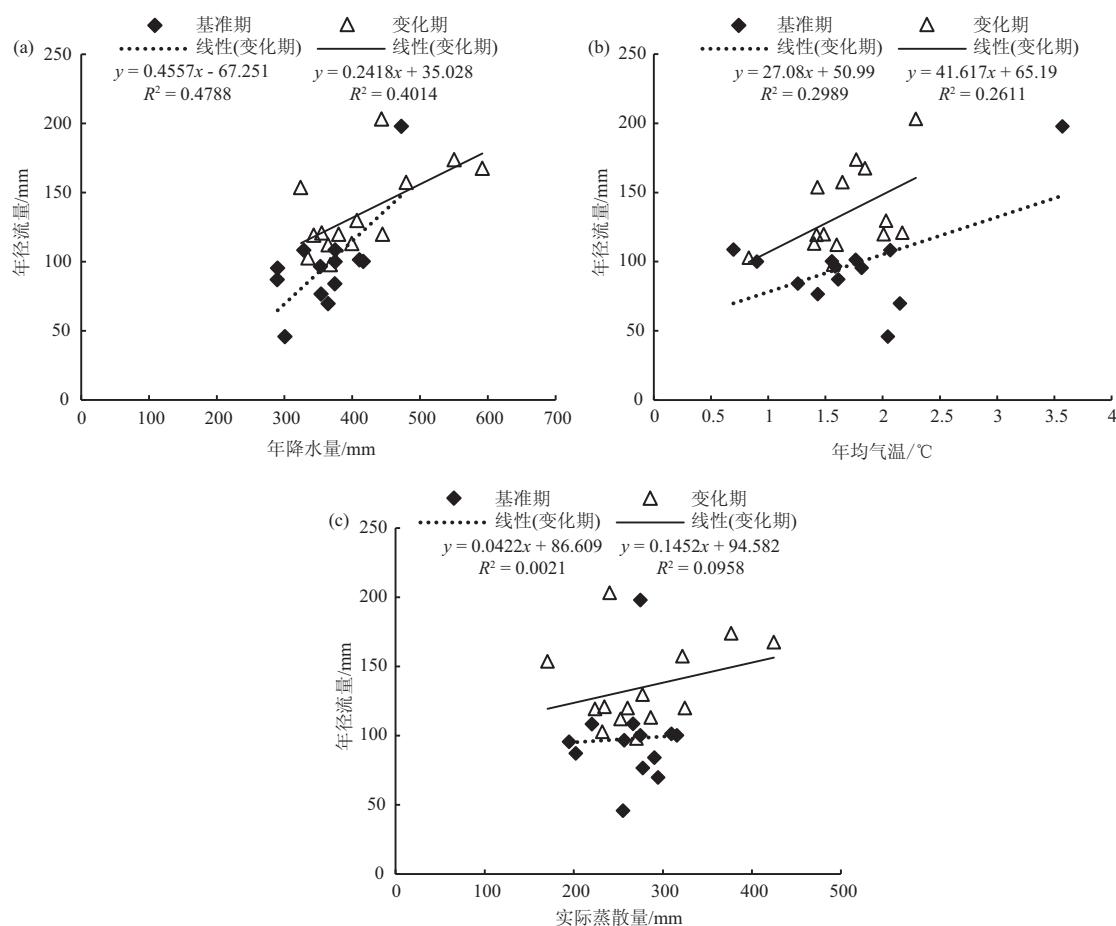 (a)
基准期 变化期
线性(变化期) 线性(变化期)
y = 0.4557x - 67.251 y = 0.2418x + 35.028
R² = 0.4788 R² = 0.4014
250
200
150
100
50
0
年径流量/mm
0 100 200 300 400 500 600 700
年降水量/mm
(b)
基准期 变化期
线性(变化期) 线性(变化期)
y = 27.08x + 50.99 y = 41.617x + 65.19
R² = 0.2989 R² = 0.2611
250
200
150
100
50
0
年径流量/mm
0 0.5 1 1.5 2 2.5 3 3.5 4
年均气温/℃
(c)
基准期 变化期
线性(变化期) 线性(变化期)
y = 0.0422x + 86.609 y = 0.1452x + 94.582
R² = 0.0021 R² = 0.0958
250
200
150
100
50
0
年径流量/mm
0 100 200 300 400 500
实际蒸散量/mm